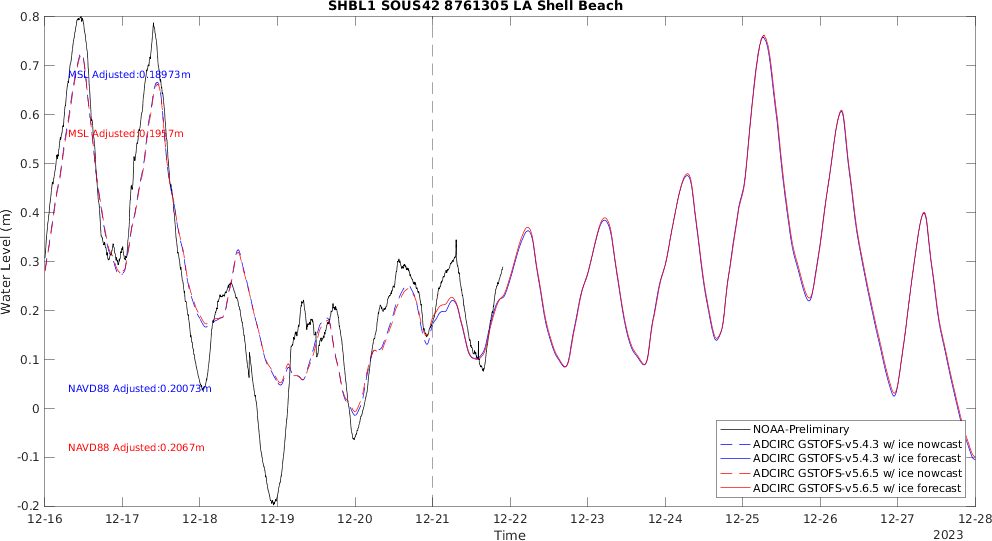 SHBL1 SOUS42 8761305 LA Shell Beach
0.8
0.7
0.6
0.5
0.4
0.3
0.2
0.1
0
-0.1
-0.2
Water Level (m)
MSL Adjusted:0.18973m
MSL Adjusted:0.1957m
NAVD88 Adjusted:0.20073m
NAVD88 Adjusted:0.2067m
NOAA-Preliminary
ADCIRC GSTOFS-v5.4.3 w/ ice nowcast
ADCIRC GSTOFS-v5.4.3 w/ ice forecast
ADCIRC GSTOFS-v5.6.5 w/ ice nowcast
ADCIRC GSTOFS-v5.6.5 w/ ice forecast
12-16 12-17 12-18 12-19 12-20 12-21 12-22 12-23 12-24 12-25 12-26 12-27 12-28
Time
2023